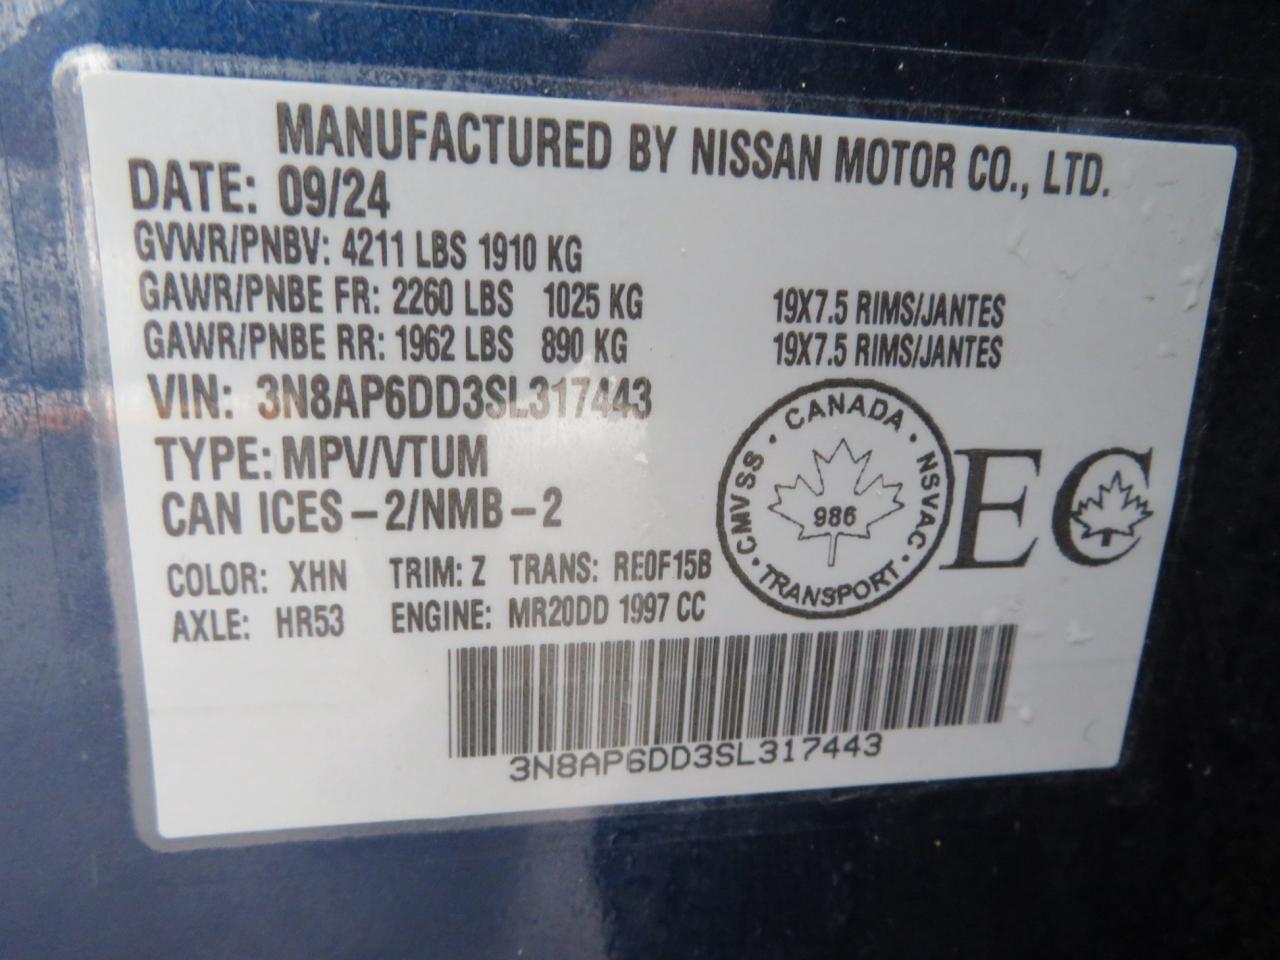 MANUFACTURED BY NISSAN MOTOR CO., LTD.
DATE: 09/24
GVWR/PNBV: 4211 LBS 1910 KG
GAWR/PNBE FR: 2260 LBS 1025 KG 19X7.5 RIMS/JANTES
GAWR/PNBE RR: 1962 LBS 890 KG 19X7.5 RIMS/JANTES
VIN: 3N8AP6DD3SL317443
TYPE: MPV/VTUM
CAN ICES-2/NMB-2
CANADA · NSVAC · TRANSPORT · CMVSS ·
986
EC
COLOR: XHN TRIM: Z TRANS: RE0F15B
AXLE: HR53 ENGINE: MR20DD 1997 CC
3N8AP6DD3SL317443